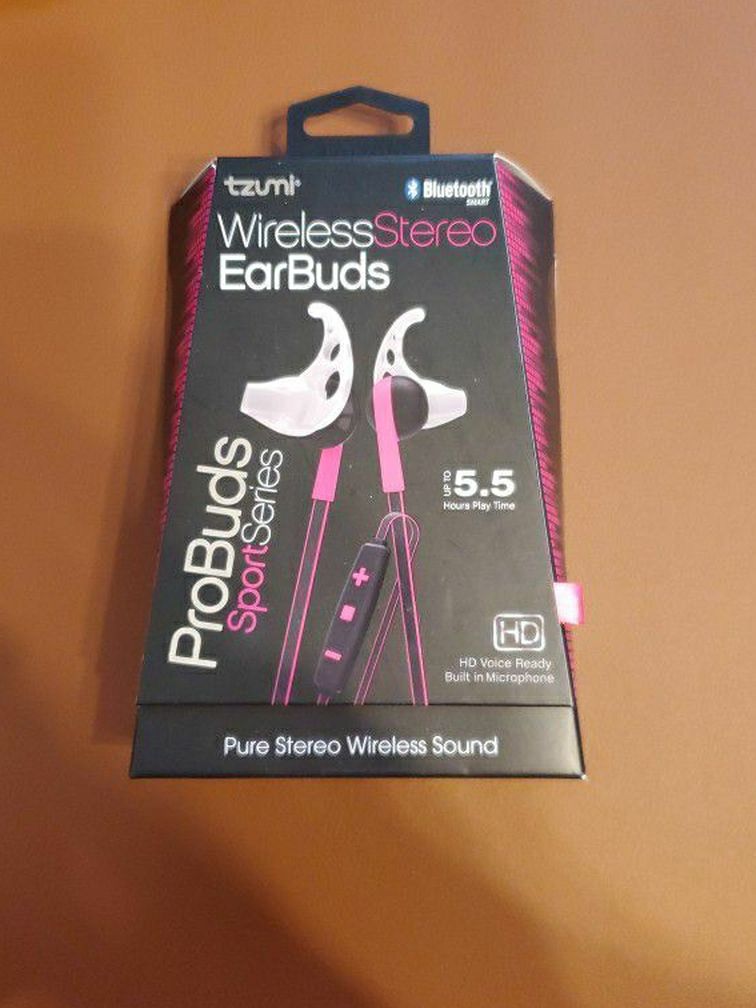 tzumi®
Bluetooth®
SMART
WirelessStereo
EarBuds
ProBuds
SportSeries
UP TO 5.5
Hours Play Time
HD
HD Voice Ready
Built in Microphone
Pure Stereo Wireless Sound